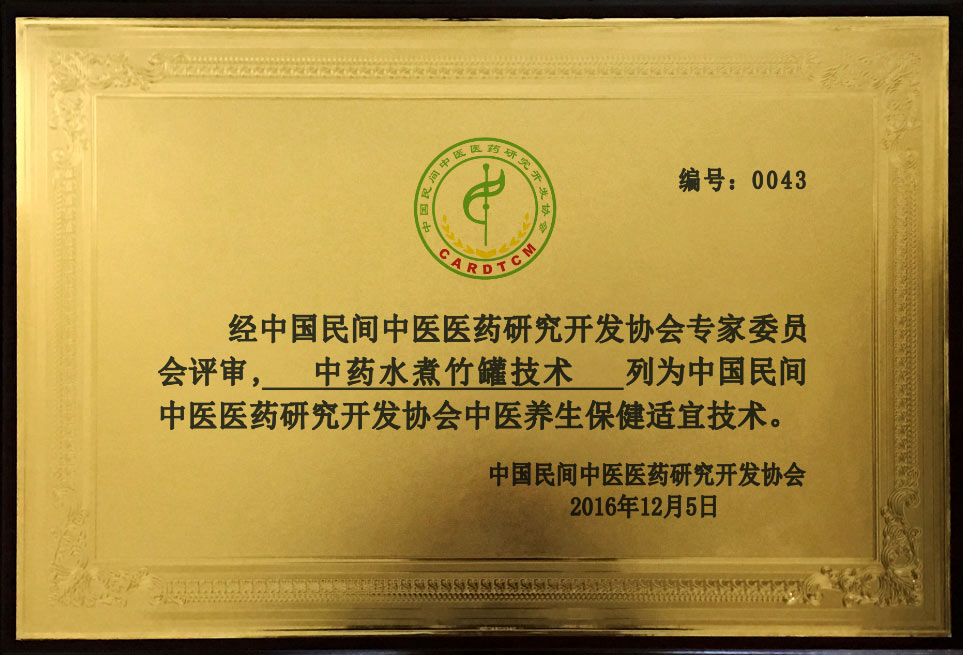 中国民间中医医药研究开发协会
CARDTCM
编号：0043
经中国民间中医医药研究开发协会专家委员
会评审，中药水煮竹罐技术列为中国民间
中医医药研究开发协会中医养生保健适宜技术。
中国民间中医医药研究开发协会
2016年12月5日